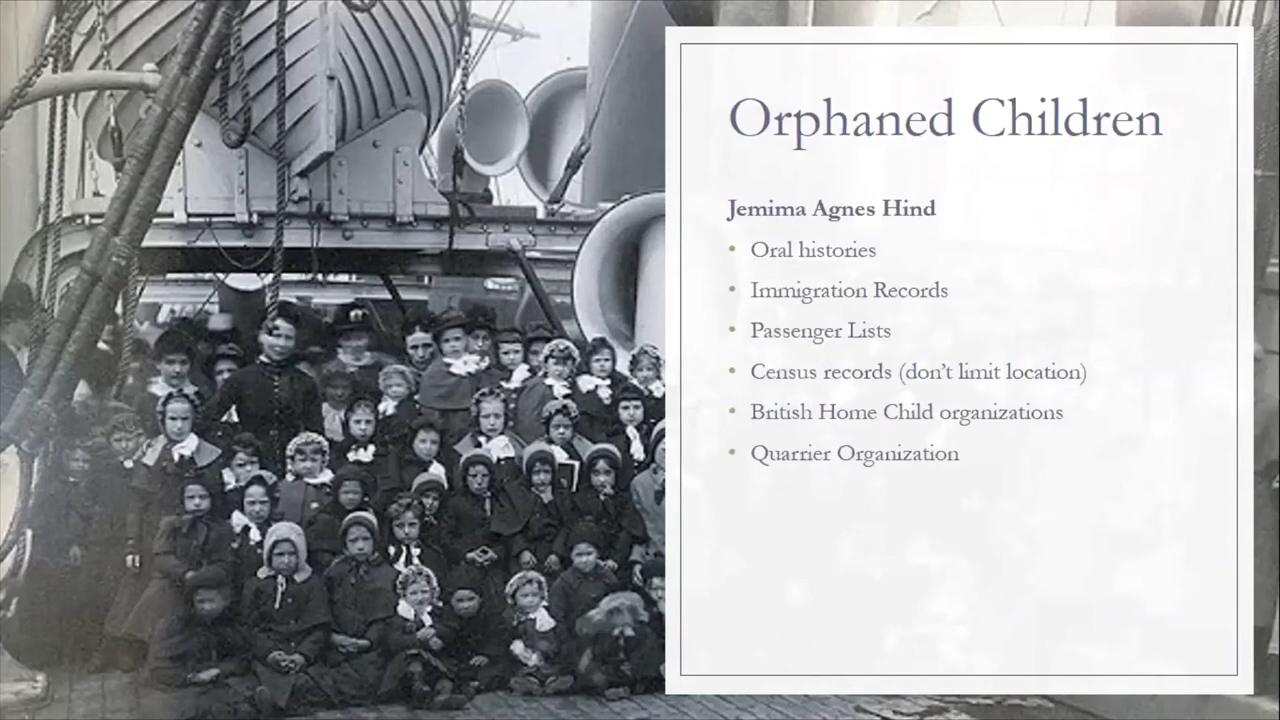 Orphaned Children
Jemima Agnes Hind
• Oral histories
• Immigration Records
• Passenger Lists
• Census records (don’t limit location)
• British Home Child organizations
• Quarrier Organization